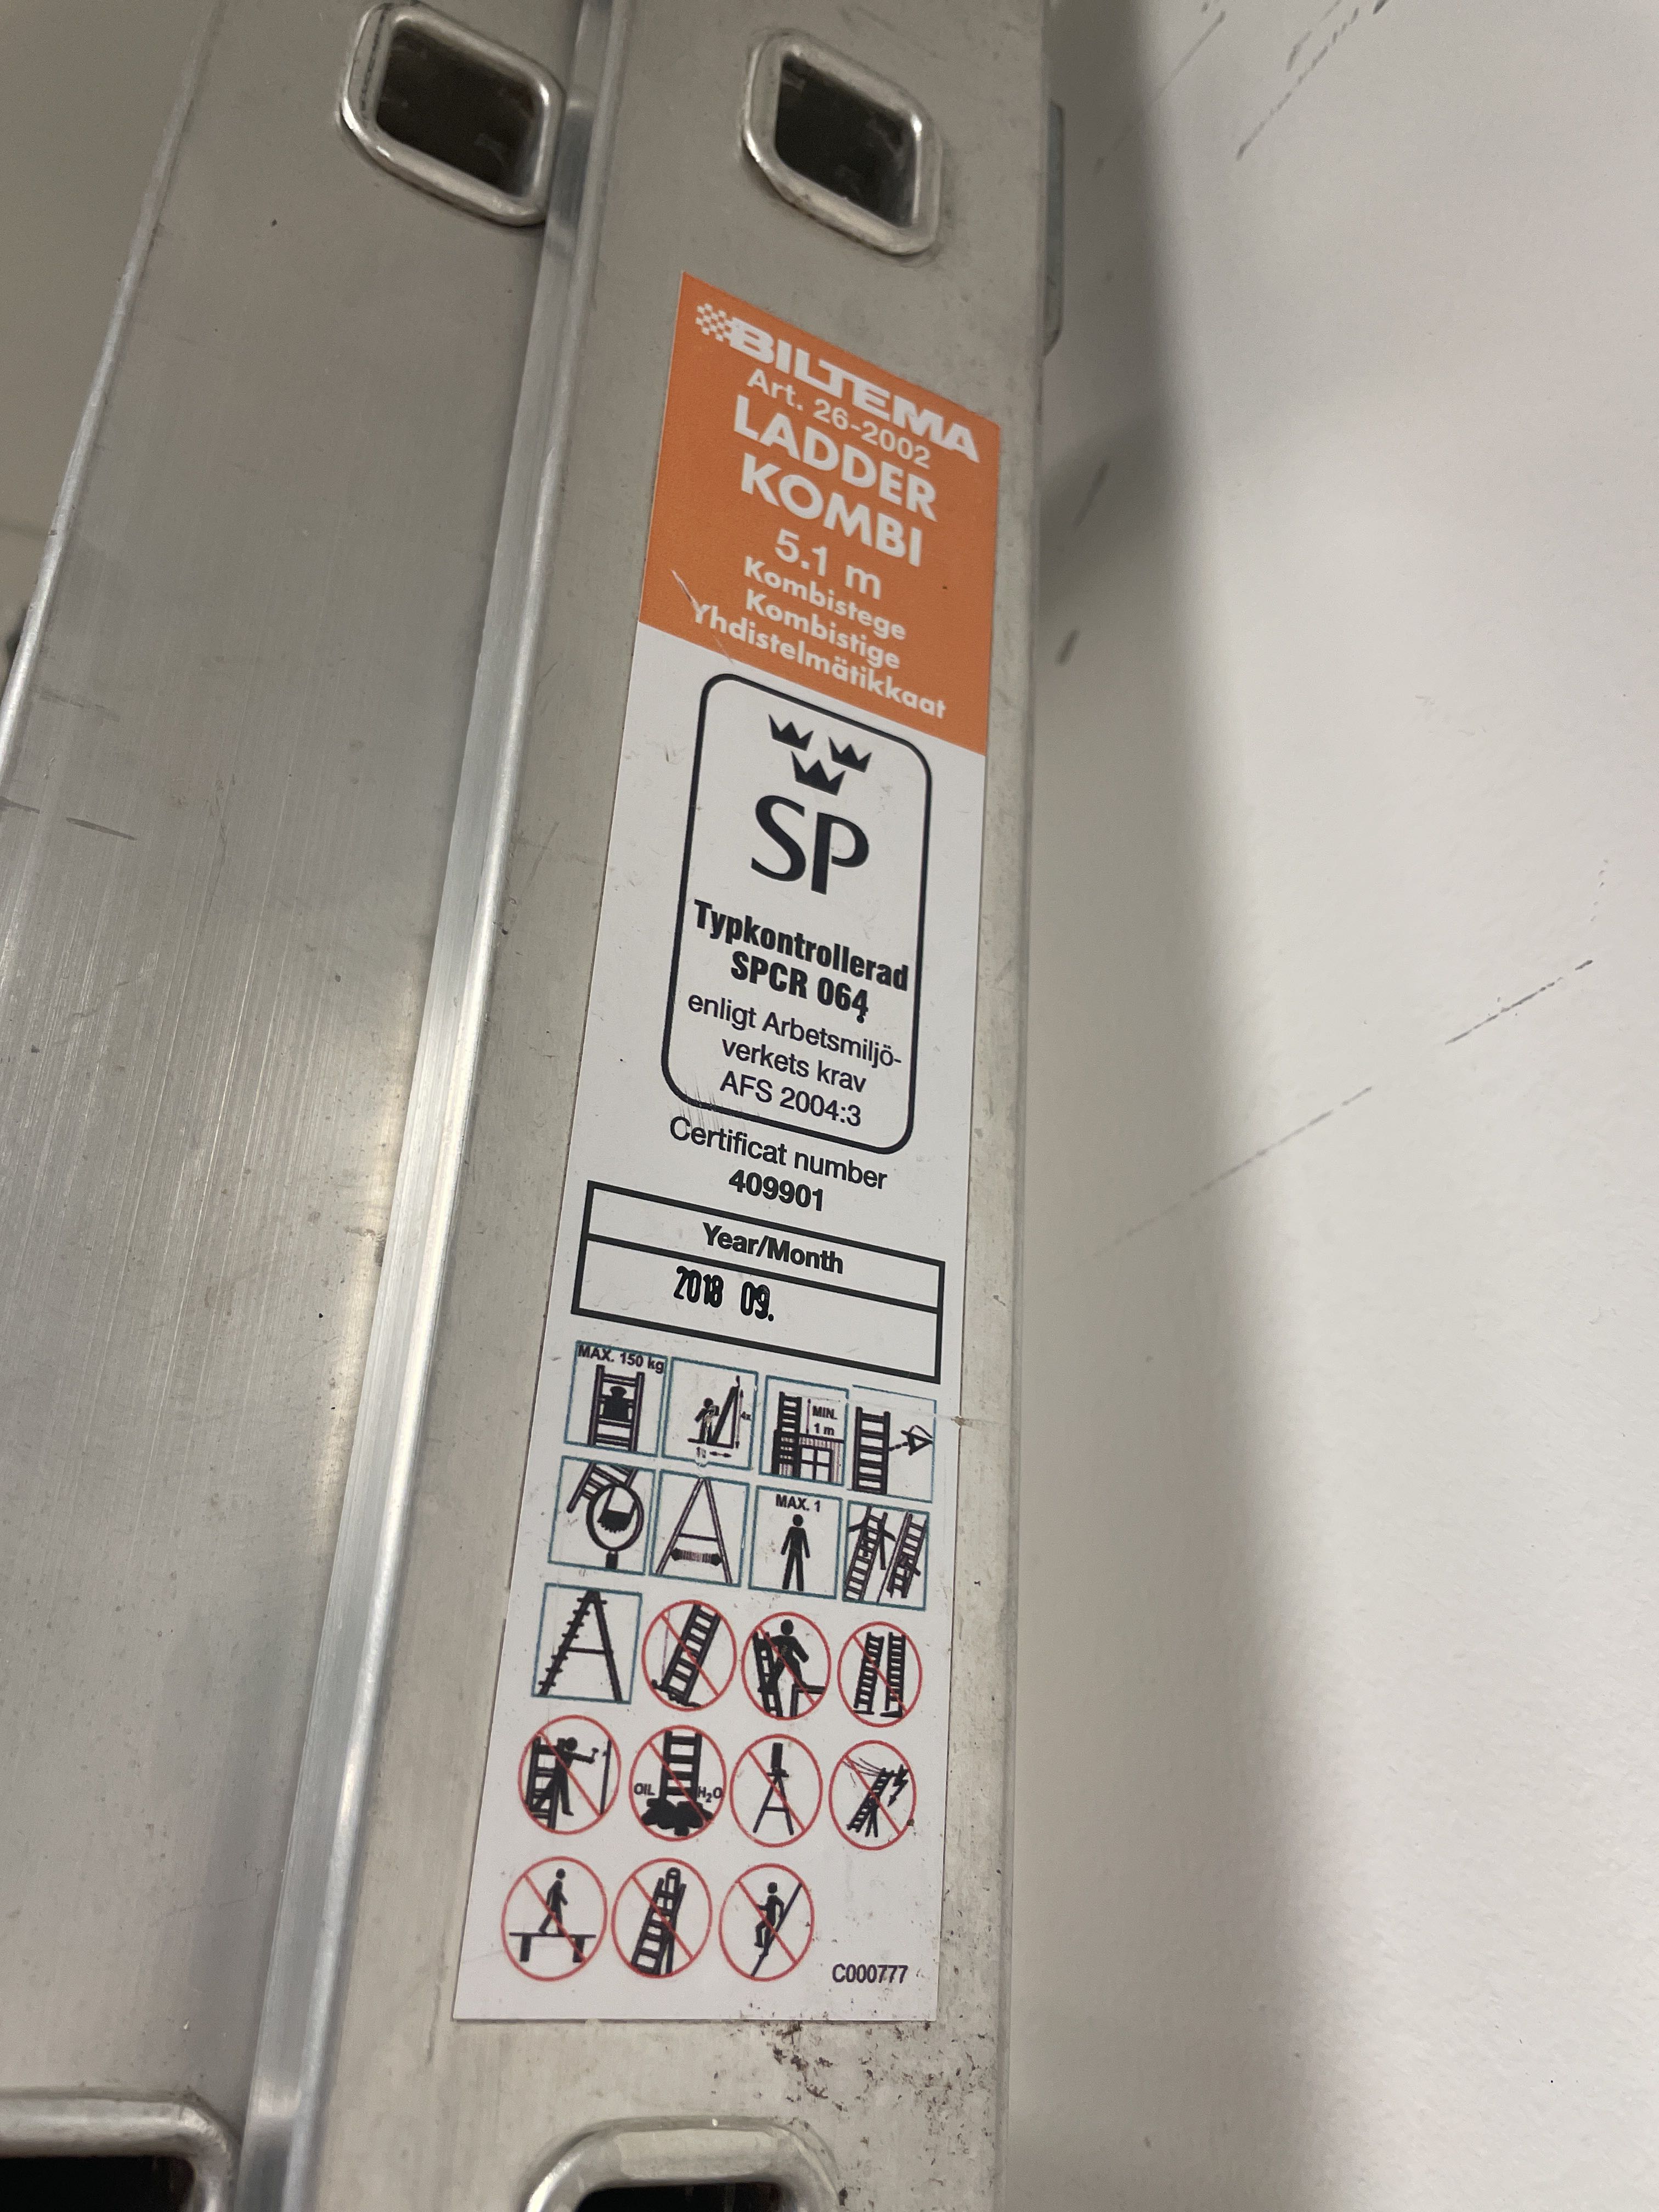 BILTEMA
Art. 26-2002
LADDER
KOMBI
5.1 m
Kombistege
Kombistige
Yhdistelmätikkaat
SP
Typkontrollerad
SPCR 064
enligt Arbetsmiljö-
verkets krav
AFS 2004:3
Certificat number
409901
Year/Month
2018 09.
MAX. 150 kg
4x
MIN.
1 m
MAX. 1
OIL
H₂O
C000777